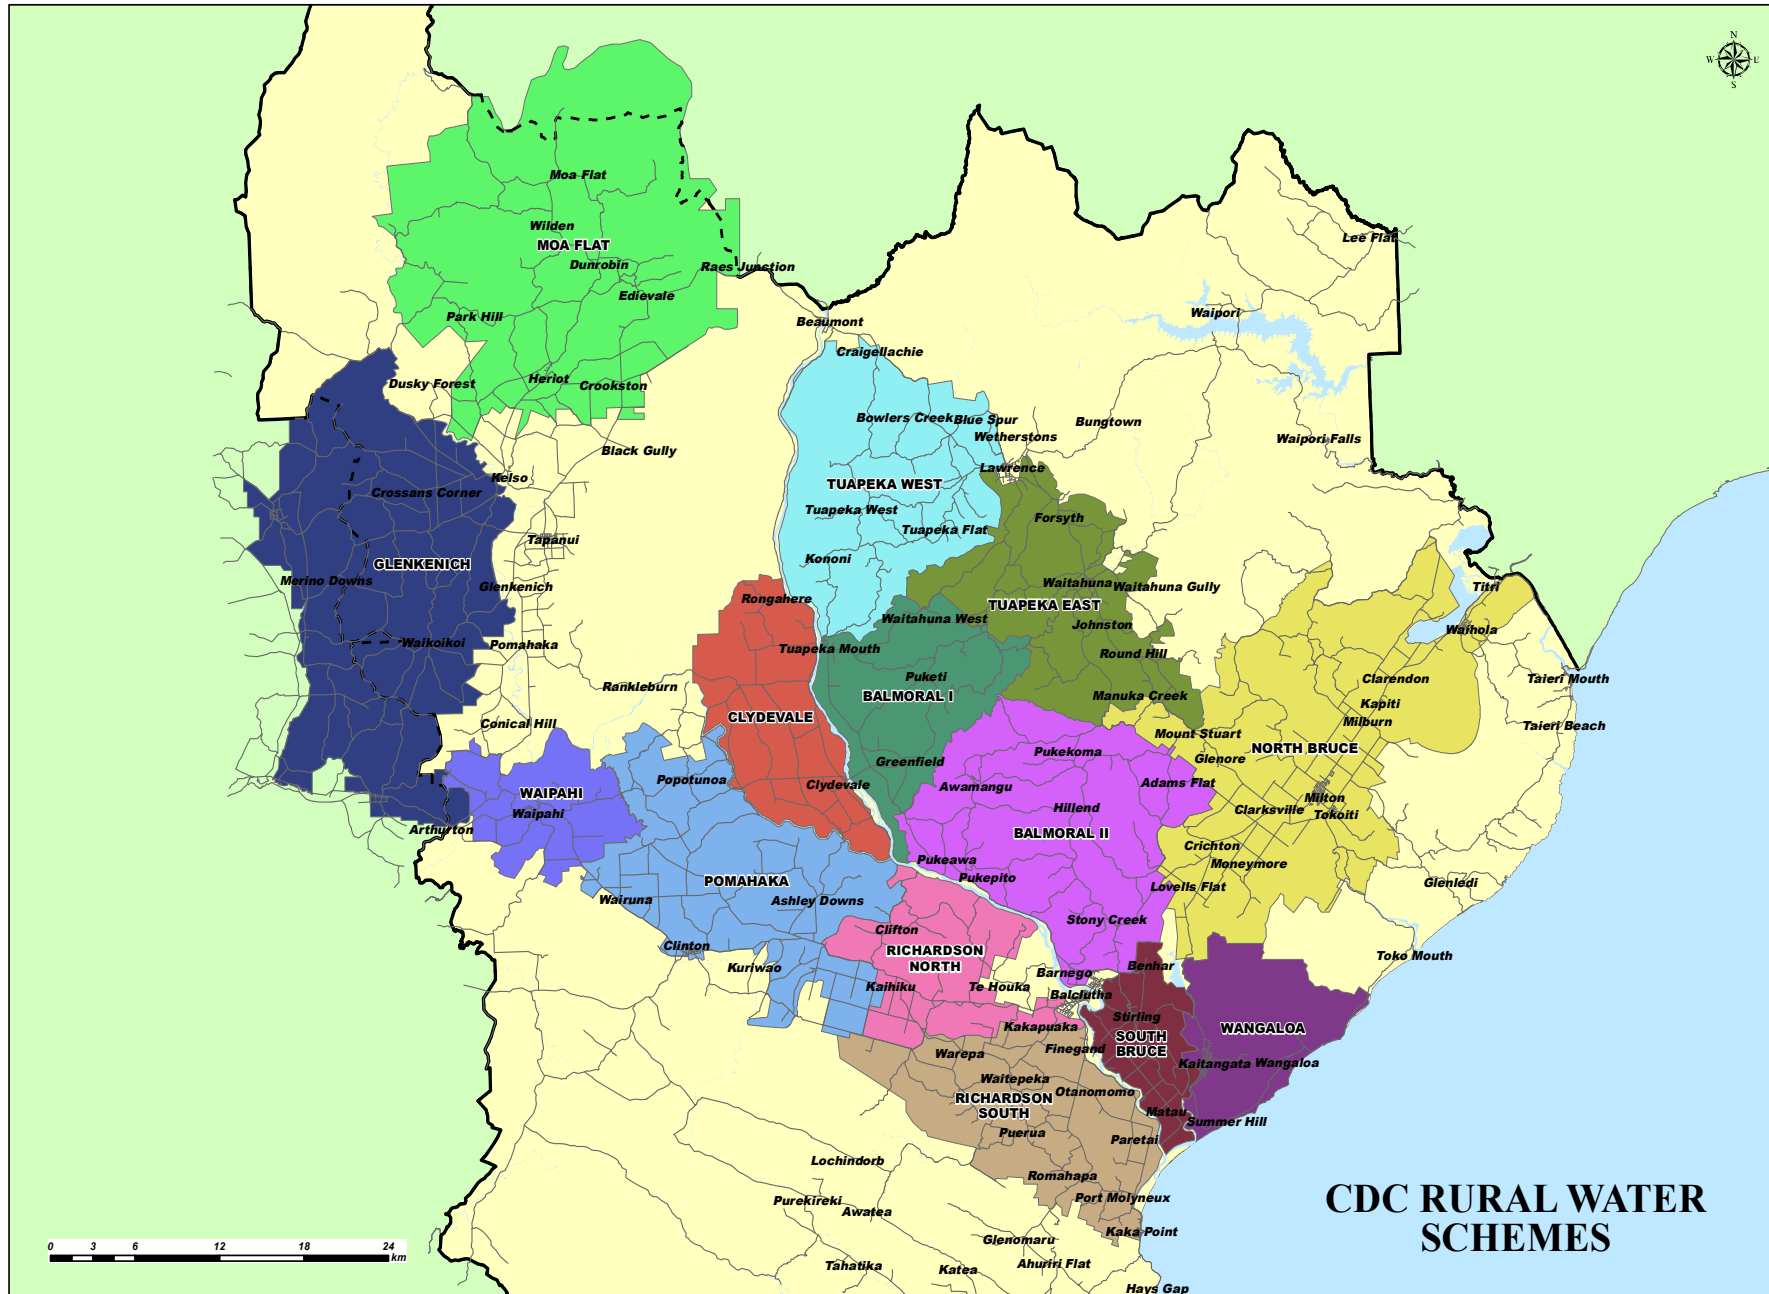 N
W E
S
Lee Flat
Moa Flat
Wilden
MOA FLAT
Dunrobin
Raes Junction
Edievale
Park Hill
Waipori
Beaumont
Craigellachie
Dusky Forest
Heriot
Crookston
Bowlers Creek
Blue Spur
Bungtown
Wetherstons
Waipori Falls
Black Gully
Lawrence
Kelso
TUAPEKA WEST
Crossans Corner
Tuapeka West
Forsyth
Tuapeka Flat
Tapanui
Kononi
GLENKENICH
Merino Downs
Glenkenich
Waitahuna
Waitahuna Gully
Titri
Rongahere
TUAPEKA EAST
Waitahuna West
Johnston
Waihola
Waikoikoi
Pomahaka
Tuapeka Mouth
Round Hill
Puketi
Clarendon
Taieri Mouth
Rankleburn
BALMORAL I
Manuka Creek
Kapiti
CLYDEVALE
Conical Hill
Milburn
Taieri Beach
Mount Stuart
NORTH BRUCE
Pukekoma
Glenore
Greenfield
Popotunoa
Clydevale
Awamangu
Adams Flat
WAIPAHI
Milton
Waipahi
Hillend
Clarksville
Tokoiti
Arthurton
BALMORAL II
Crichton
Pukeawa
Moneymore
Pukepito
POMAHAKA
Lovells Flat
Glenledi
Wairuna
Ashley Downs
Stony Creek
Clifton
Clinton
RICHARDSON
NORTH
Toko Mouth
Kuriwao
Benhar
Barnego
Kaihiku
Te Houka
Balclutha
Stirling
Kakapuaka
WANGALOA
SOUTH
BRUCE
Finegand
Warepa
Kaitangata
Wangaloa
Waitepeka
Otanomomo
RICHARDSON
SOUTH
Matau
Summer Hill
Puerua
Paretai
Lochindorb
Romahapa
Purekireki
Port Molyneux
Awatea
Kaka Point
Glenomaru
Tahatika
Katea
Ahuriri Flat
Hays Gap
CDC RURAL WATER
SCHEMES
0 3 6 12 18 24
km